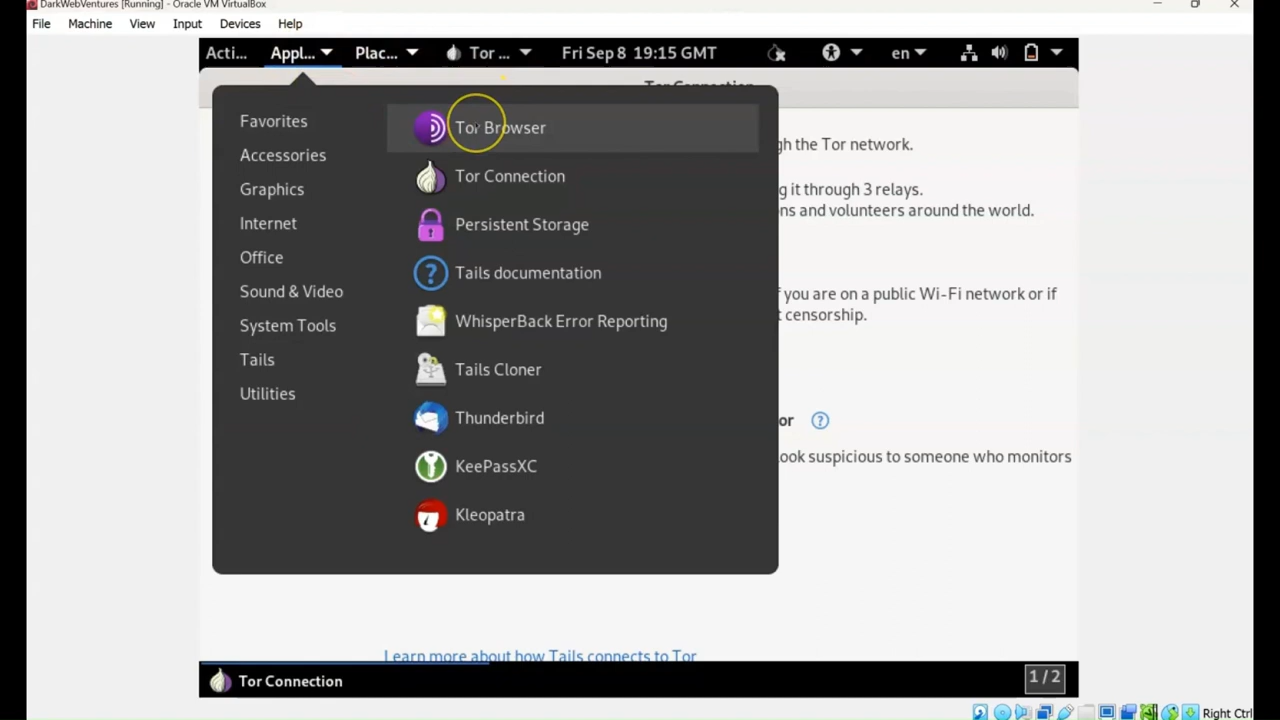 DarkWebVentures [Running] - Oracle VM VirtualBox
File Machine View Input Devices Help
Acti... Appl... Plac... Tor ... Fri Sep 8 19:15 GMT en
Tor Connection
Favorites
Accessories
Graphics
Internet
Office
Sound & Video
System Tools
Tails
Utilities
Tor Browser
Tor Connection
Persistent Storage
Tails documentation
WhisperBack Error Reporting
Tails Cloner
Thunderbird
KeePassXC
Kleopatra
gh the Tor network.
g it through 3 relays.
ns and volunteers around the world.
f you are on a public Wi-Fi network or if
t censorship.
or ?
ook suspicious to someone who monitors
Learn more about how Tails connects to Tor
Tor Connection 1 / 2
Right Ctrl